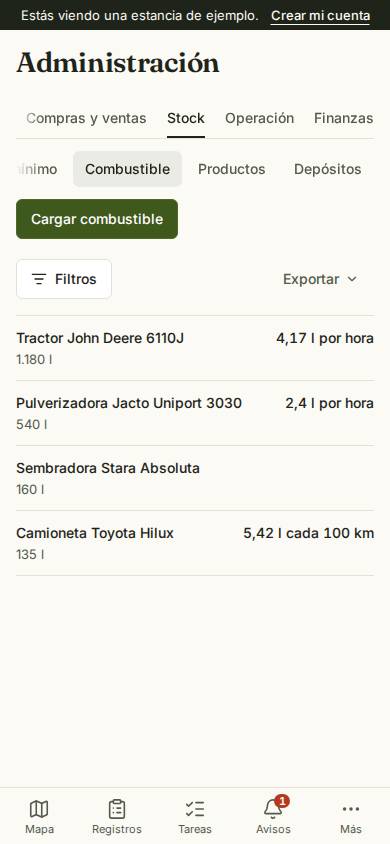 Estás viendo una estancia de ejemplo. Crear mi cuenta
Administración
Compras y ventas Stock Operación Finanzas
Combustible Productos Depósitos
Cargar combustible
Filtros Exportar
Tractor John Deere 6110J 4,17 l por hora
1.180 l
Pulverizadora Jacto Uniport 3030 2,4 l por hora
540 l
Sembradora Stara Absoluta
160 l
Camioneta Toyota Hilux 5,42 l cada 100 km
135 l
1
Mapa Registros Tareas Avisos Más